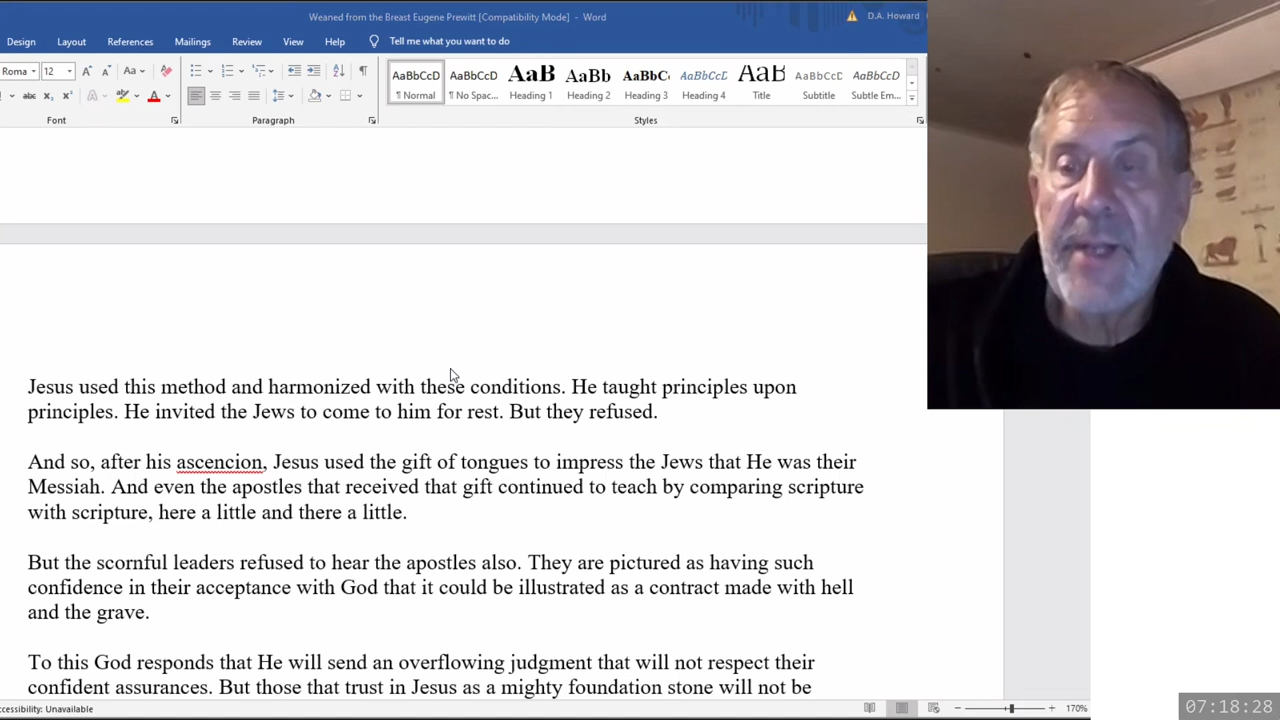 Weaned from the Breast Eugene Prewitt [Compatibility Mode] - Word
D.A. Howard
Design Layout References Mailings Review View Help Tell me what you want to do
Roma 12 Aa
abc x₂ x² A A
AaBbCcD AaBbCcD AaB AaBb AaBbC AaBbCcL AaB AaBbCcD AaBbCcD
¶ Normal ¶ No Spac... Heading 1 Heading 2 Heading 3 Heading 4 Title Subtitle Subtle Em...
Font Paragraph Styles
Jesus used this method and harmonized with these conditions. He taught principles upon
principles. He invited the Jews to come to him for rest. But they refused.
And so, after his ascencion, Jesus used the gift of tongues to impress the Jews that He was their
Messiah. And even the apostles that received that gift continued to teach by comparing scripture
with scripture, here a little and there a little.
But the scornful leaders refused to hear the apostles also. They are pictured as having such
confidence in their acceptance with God that it could be illustrated as a contract made with hell
and the grave.
To this God responds that He will send an overflowing judgment that will not respect their
confident assurances. But those that trust in Jesus as a mighty foundation stone will not be
ccessibility: Unavailable
170%
07:18:28